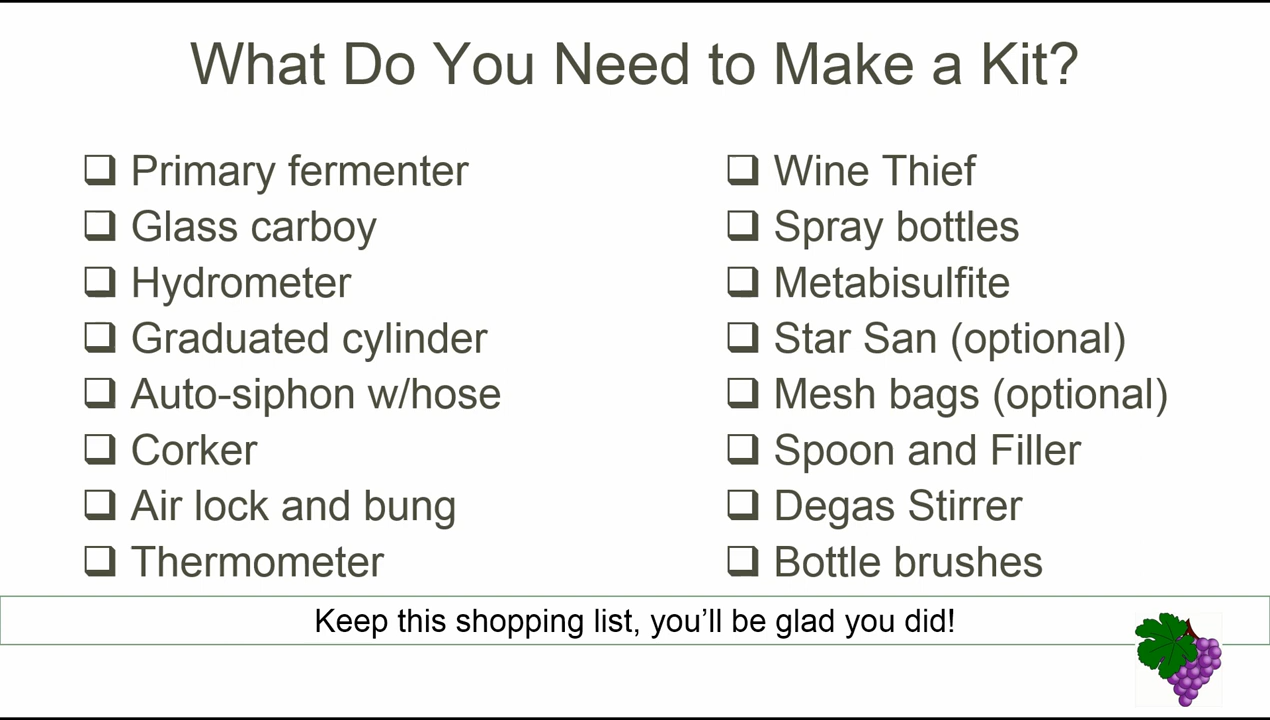 What Do You Need to Make a Kit?
❑ Primary fermenter
❑ Glass carboy
❑ Hydrometer
❑ Graduated cylinder
❑ Auto-siphon w/hose
❑ Corker
❑ Air lock and bung
❑ Thermometer
❑ Wine Thief
❑ Spray bottles
❑ Metabisulfite
❑ Star San (optional)
❑ Mesh bags (optional)
❑ Spoon and Filler
❑ Degas Stirrer
❑ Bottle brushes
Keep this shopping list, you’ll be glad you did!